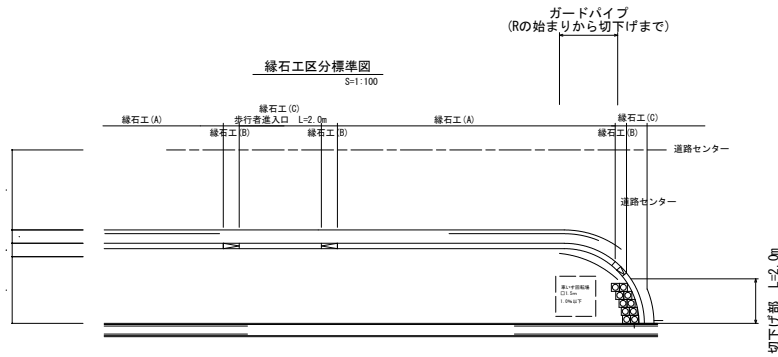 ガードパイプ
(Rの始まりから切下げまで)
縁石工区分標準図
S=1:100
縁石工(C)
縁石工(A)
歩行者進入口 L=2.0m
縁石工(A)
縁石工(C)
縁石工(B)
縁石工(B)
縁石工(B)
道路センター
道路センター
車いす回転場
□1.5m
1.0%以下
切下げ部 L=2.0m